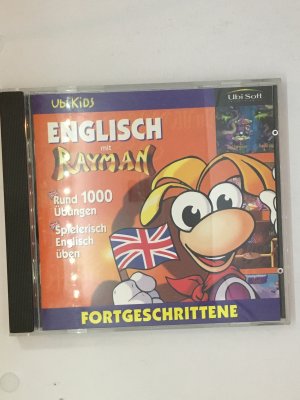 UbiKiDS
Ubi Soft
ENGLISCH
mit
RAYMAN
Rund 1000
Übungen
Spielerisch
Englisch
üben
FORTGESCHRITTENE